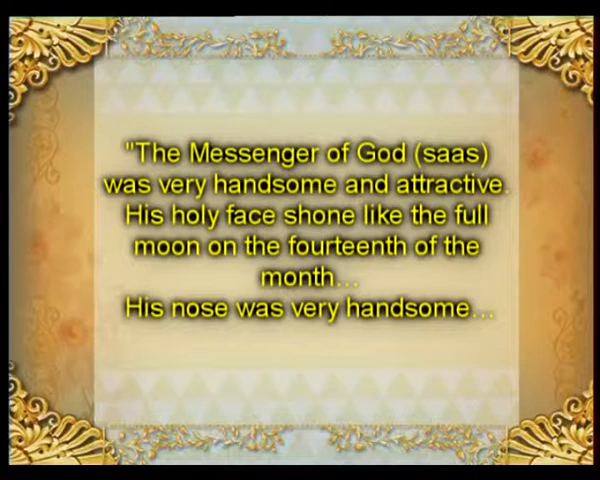 "The Messenger of God (saas)
was very handsome and attractive.
His holy face shone like the full
moon on the fourteenth of the
month...
His nose was very handsome...